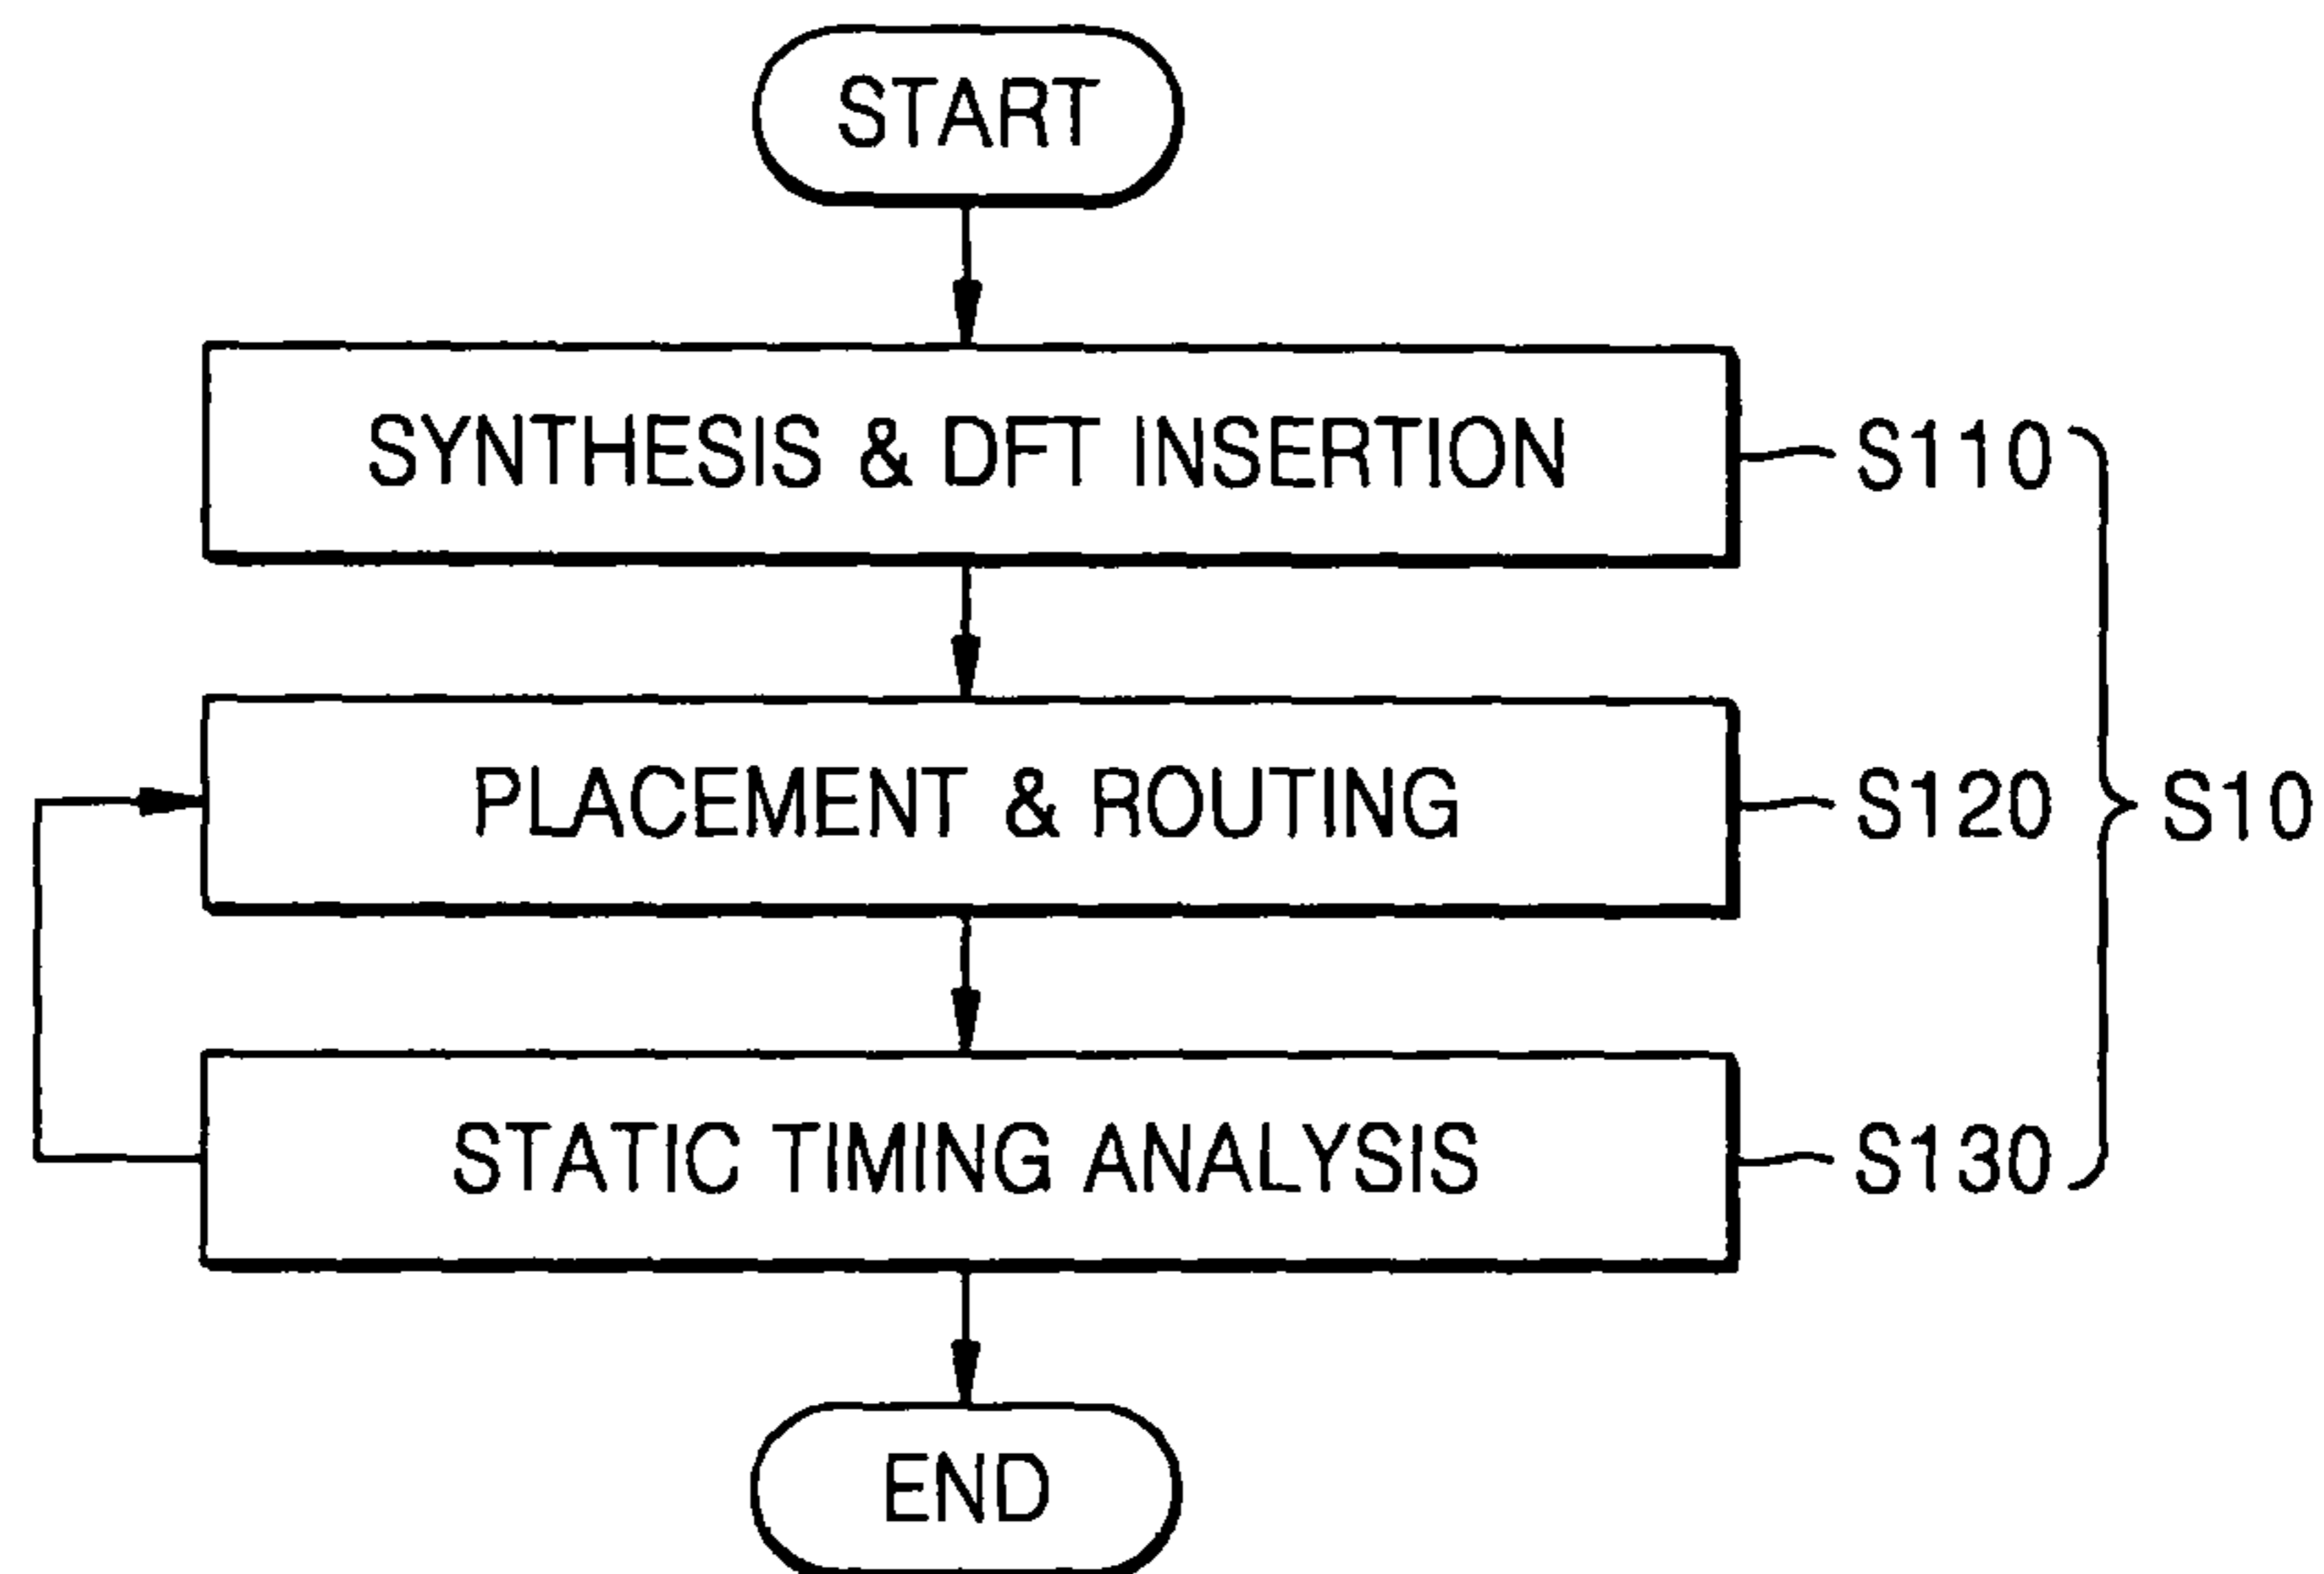 START
SYNTHESIS & DFT INSERTION
S110
PLACEMENT & ROUTING
S120
S10
STATIC TIMING ANALYSIS
S130
END